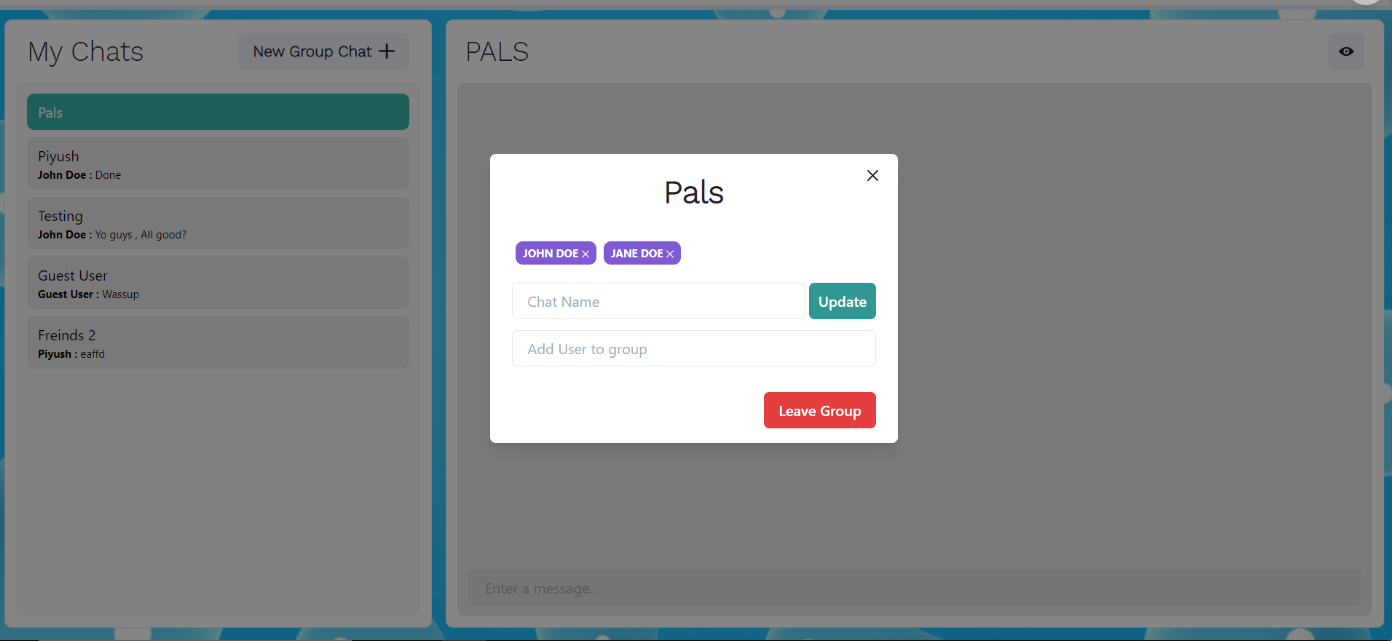 My Chats
New Group Chat
PALS
Pals
Piyush
John Doe : Done
Testing
John Doe : Yo guys , All good?
Guest User
Guest User : Wassup
Freinds 2
Piyush : eaffd
Pals
JOHN DOE
JANE DOE
Chat Name
Update
Add User to group
Leave Group
Enter a message..